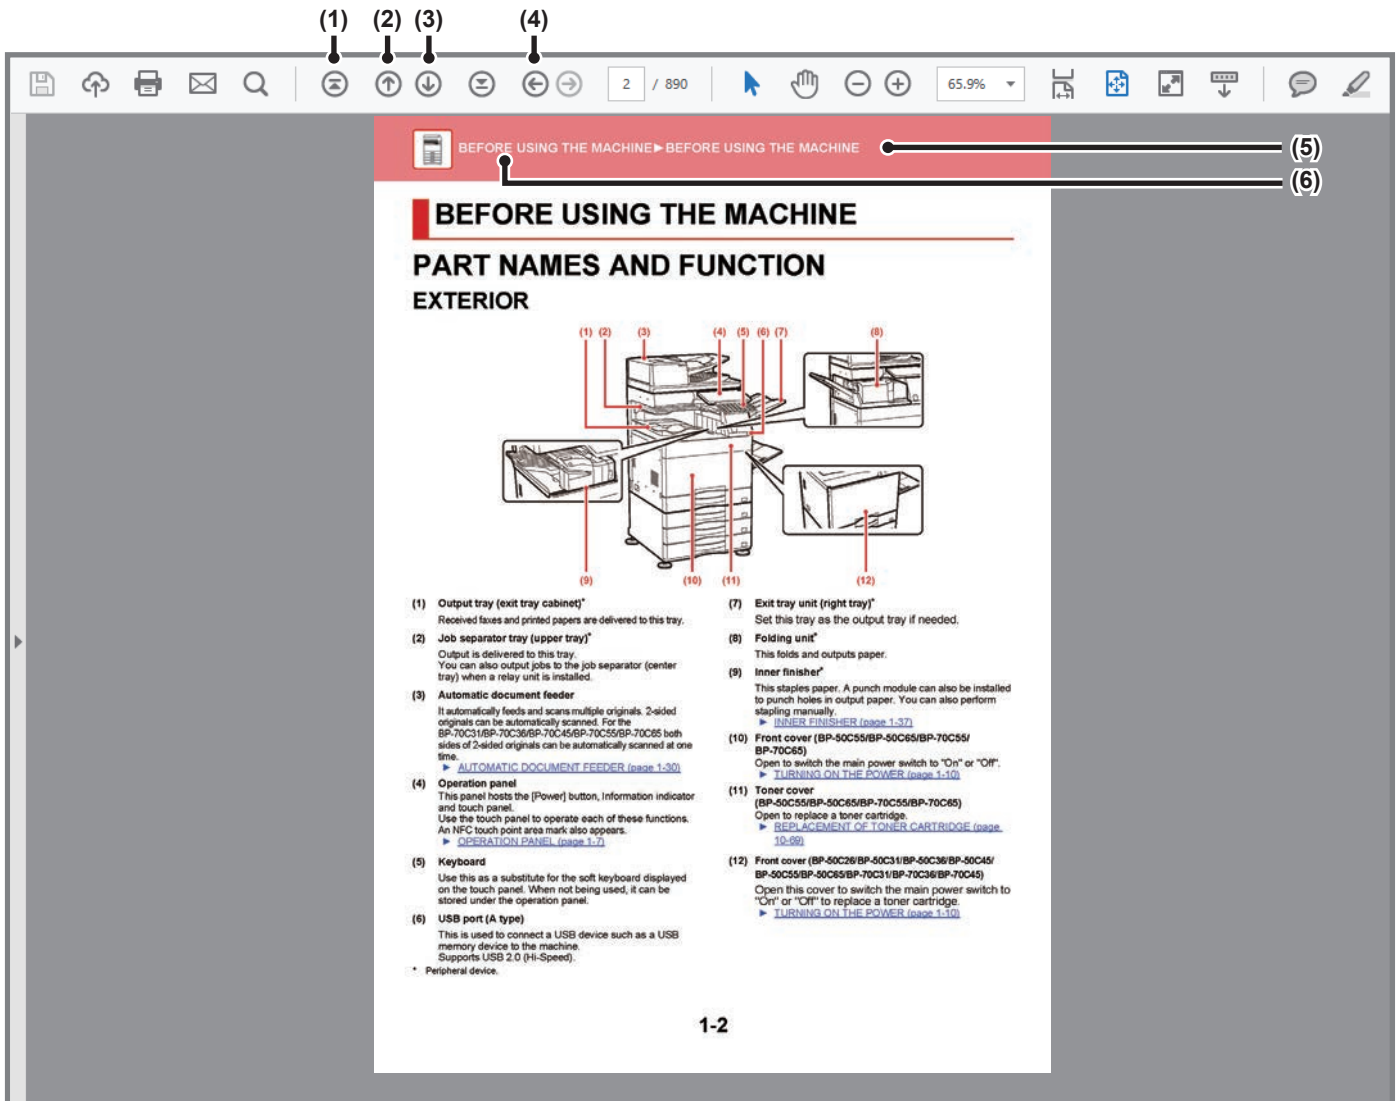 (1) (2) (3) (4)
2 / 890 65.9%
BEFORE USING THE MACHINE►BEFORE USING THE MACHINE
(5)
(6)
BEFORE USING THE MACHINE
PART NAMES AND FUNCTION
EXTERIOR
(1) (2) (3) (4) (5) (6) (7) (8)
(9) (10) (11) (12)
(1) Output tray (exit tray cabinet)*
Received faxes and printed papers are delivered to this tray.
(2) Job separator tray (upper tray)*
Output is delivered to this tray.
You can also output jobs to the job separator (center
tray) when a relay unit is installed.
(3) Automatic document feeder
It automatically feeds and scans multiple originals. 2-sided
originals can be automatically scanned. For the
BP-70C31/BP-70C36/BP-70C45/BP-70C55/BP-70C65 both
sides of 2-sided originals can be automatically scanned at one
time.
► AUTOMATIC DOCUMENT FEEDER (page 1-30)
(4) Operation panel
This panel hosts the [Power] button, Information indicator
and touch panel.
Use the touch panel to operate each of these functions.
An NFC touch point area mark also appears.
► OPERATION PANEL (page 1-7)
(5) Keyboard
Use this as a substitute for the soft keyboard displayed
on the touch panel. When not being used, it can be
stored under the operation panel.
(6) USB port (A type)
This is used to connect a USB device such as a USB
memory device to the machine.
Supports USB 2.0 (Hi-Speed).
* Peripheral device.
(7) Exit tray unit (right tray)*
Set this tray as the output tray if needed.
(8) Folding unit*
This folds and outputs paper.
(9) Inner finisher*
This staples paper. A punch module can also be installed
to punch holes in output paper. You can also perform
stapling manually.
► INNER FINISHER (page 1-37)
(10) Front cover (BP-50C55/BP-50C65/BP-70C55/
BP-70C65)
Open to switch the main power switch to "On" or "Off".
► TURNING ON THE POWER (page 1-10)
(11) Toner cover
(BP-50C55/BP-50C65/BP-70C55/BP-70C65)
Open to replace a toner cartridge.
► REPLACEMENT OF TONER CARTRIDGE (page
10-69)
(12) Front cover (BP-50C26/BP-50C31/BP-50C36/BP-50C45/
BP-50C55/BP-50C65/BP-70C31/BP-70C36/BP-70C45)
Open this cover to switch the main power switch to
"On" or "Off" to replace a toner cartridge.
► TURNING ON THE POWER (page 1-10)
1-2